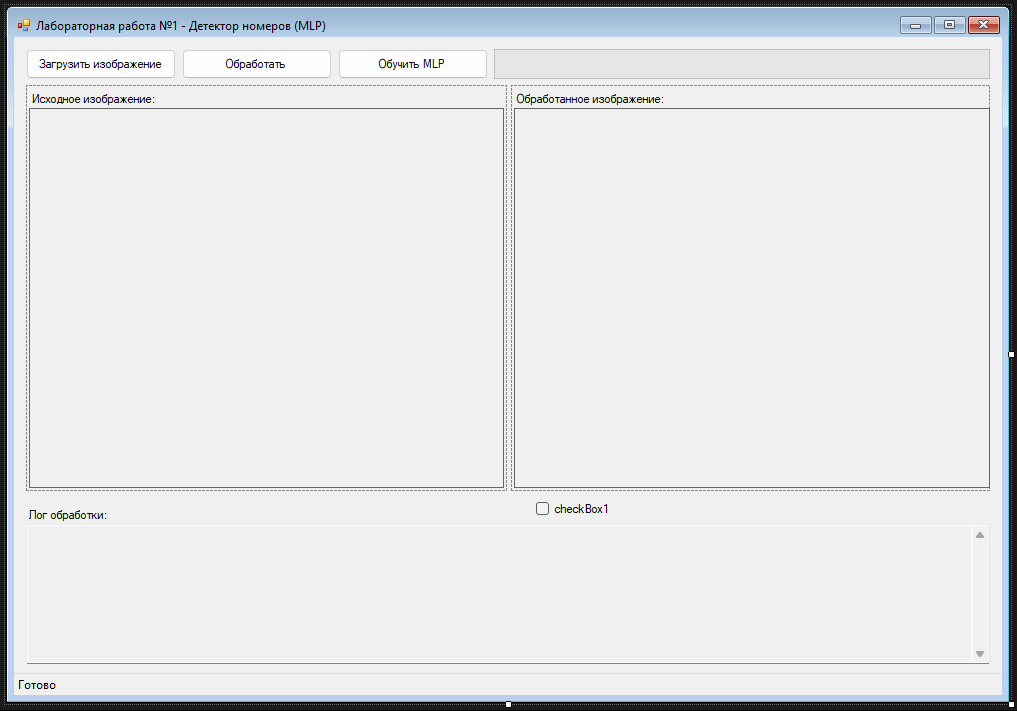 Лабораторная работа №1 - Детектор номеров (MLP)
Загрузить изображение
Обработать
Обучить MLP
Исходное изображение:
Обработанное изображение:
checkBox1
Лог обработки:
Готово